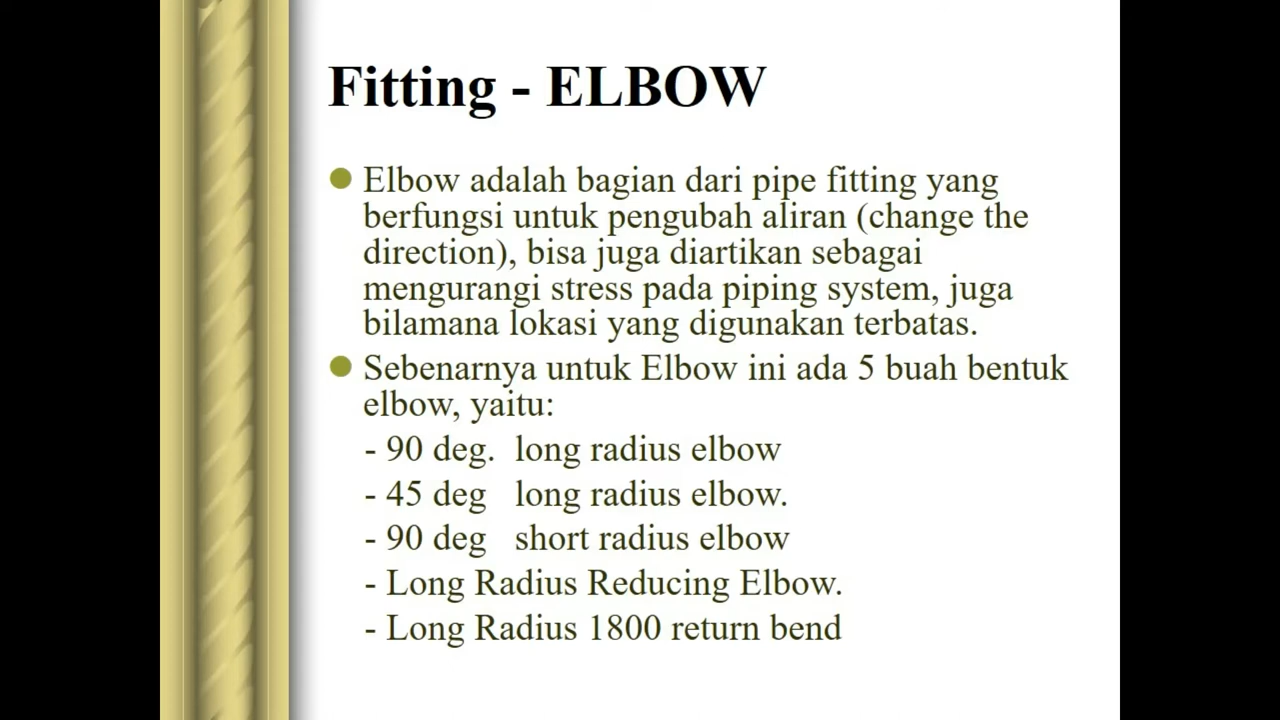 Fitting - ELBOW
Elbow adalah bagian dari pipe fitting yang
berfungsi untuk pengubah aliran (change the
direction), bisa juga diartikan sebagai
mengurangi stress pada piping system, juga
bilamana lokasi yang digunakan terbatas.
Sebenarnya untuk Elbow ini ada 5 buah bentuk
elbow, yaitu:
- 90 deg. long radius elbow
- 45 deg long radius elbow.
- 90 deg short radius elbow
- Long Radius Reducing Elbow.
- Long Radius 1800 return bend